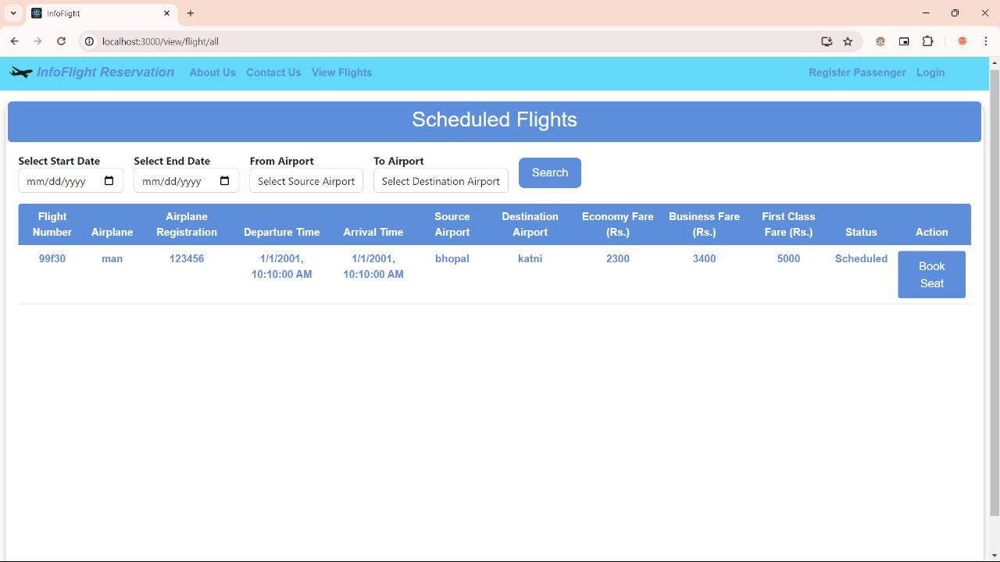 InfoFlight
localhost:3000/view/flight/all
InfoFlight Reservation About Us Contact Us View Flights Register Passenger Login
Scheduled Flights
Select Start Date Select End Date From Airport To Airport
mm/dd/yyyy mm/dd/yyyy Select Source Airport Select Destination Airport Search
Flight Number Airplane Airplane Registration Departure Time Arrival Time Source Airport Destination Airport Economy Fare (Rs.) Business Fare (Rs.) First Class Fare (Rs.) Status Action
99f30 man 123456 1/1/2001, 10:10:00 AM 1/1/2001, 10:10:00 AM bhopal katni 2300 3400 5000 Scheduled Book Seat